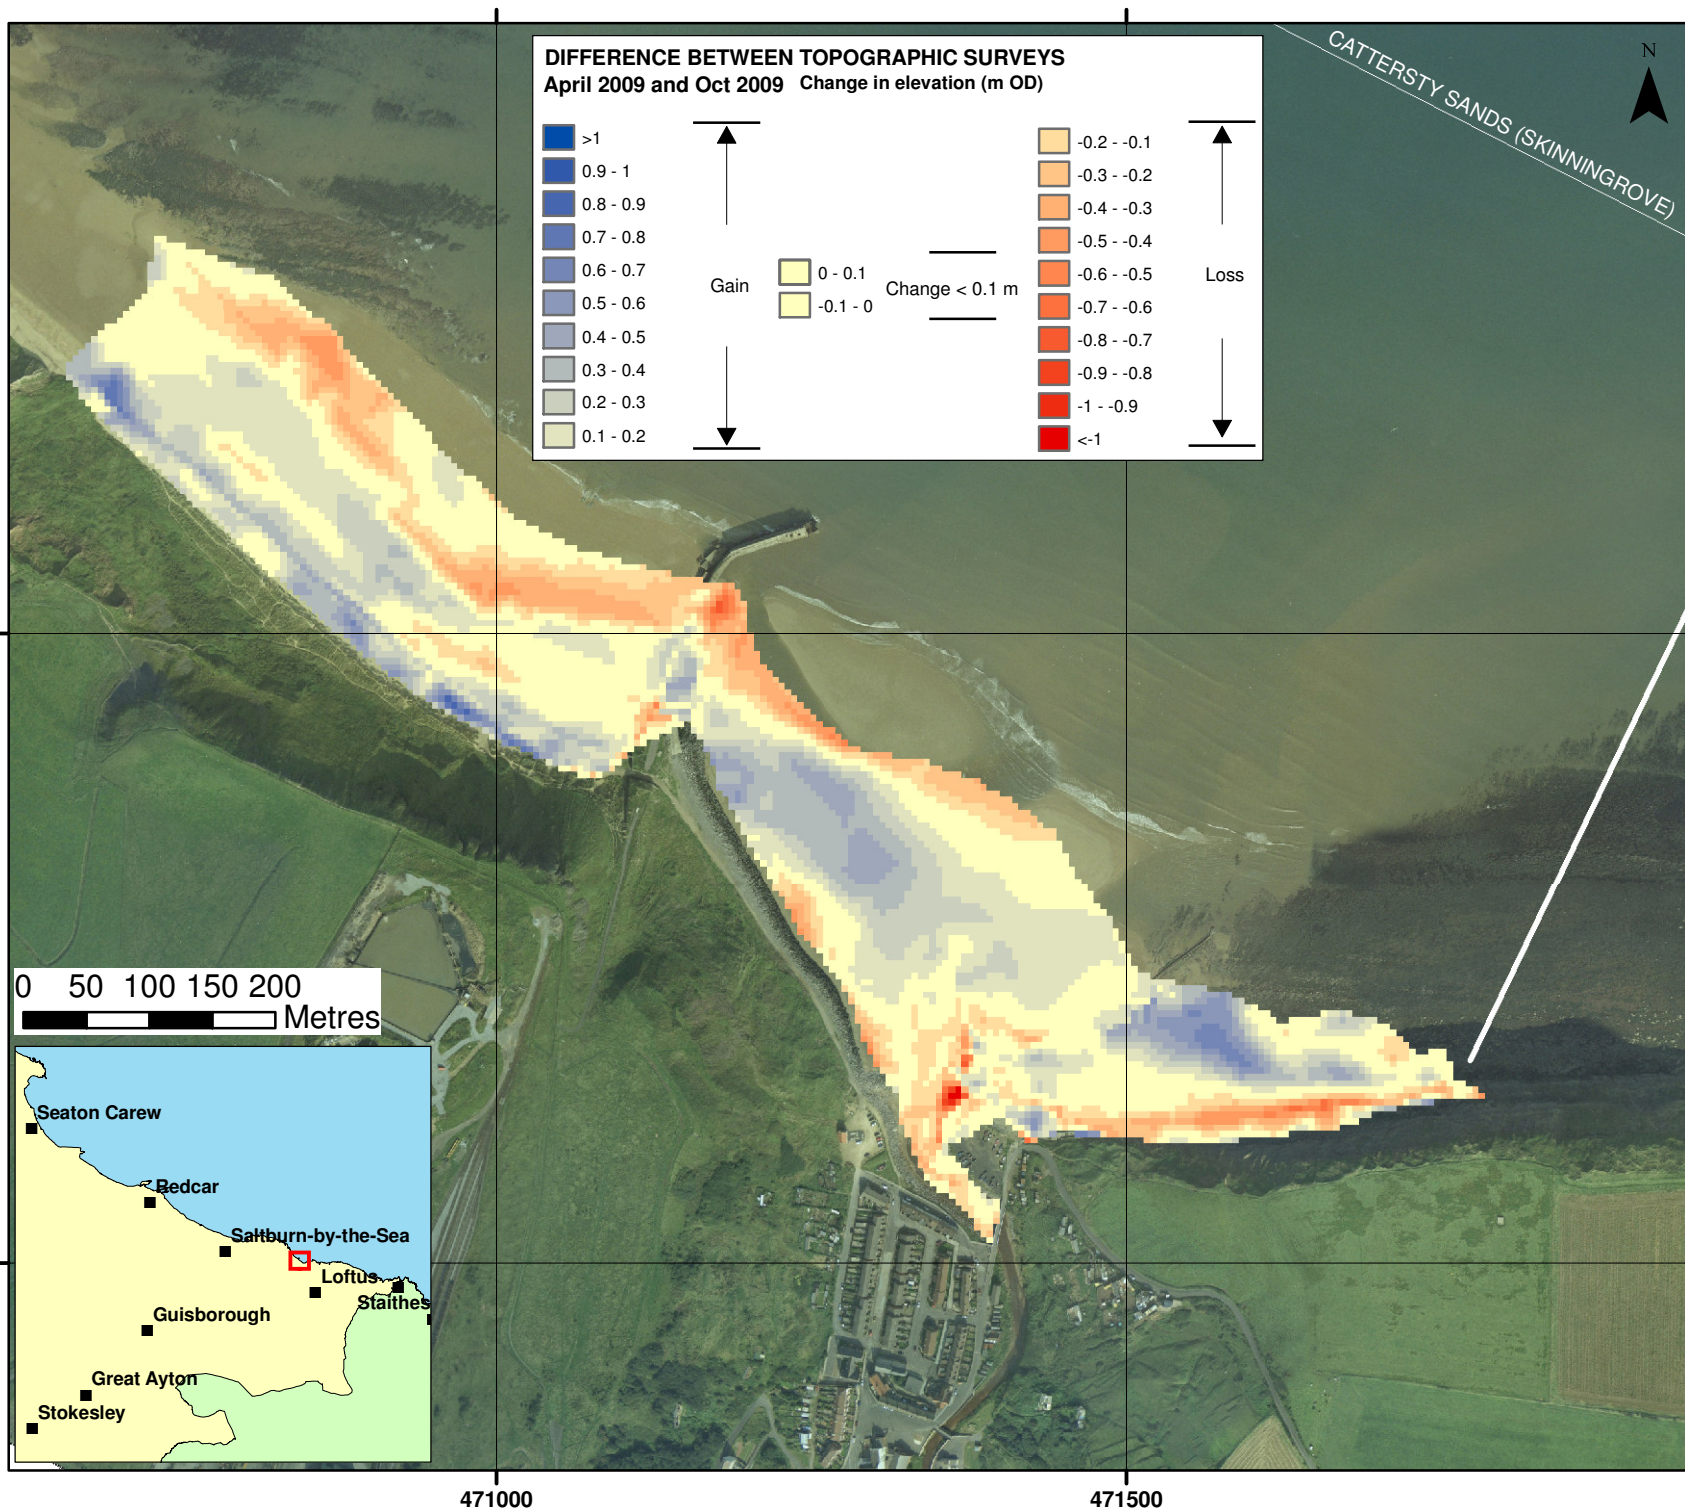 DIFFERENCE BETWEEN TOPOGRAPHIC SURVEYS
April 2009 and Oct 2009 Change in elevation (m OD)
>1
0.9 - 1
0.8 - 0.9
0.7 - 0.8
0.6 - 0.7
0.5 - 0.6
0.4 - 0.5
0.3 - 0.4
0.2 - 0.3
0.1 - 0.2
Gain
0 - 0.1
-0.1 - 0
Change < 0.1 m
-0.2 - -0.1
-0.3 - -0.2
-0.4 - -0.3
-0.5 - -0.4
-0.6 - -0.5
-0.7 - -0.6
-0.8 - -0.7
-0.9 - -0.8
-1 - -0.9
<-1
Loss
CATTERSTY SANDS (SKINNINGROVE)
N
0 50 100 150 200
Metres
Seaton Carew
Redcar
Saltburn-by-the-Sea
Loftus
Staithes
Guisborough
Great Ayton
Stokesley
471000 471500